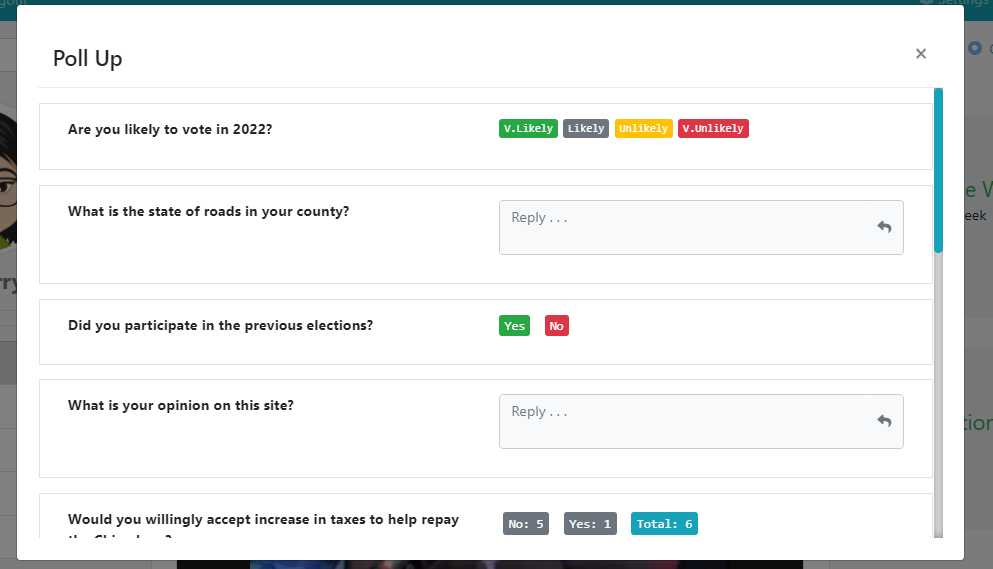 Settings
Poll Up
×
Are you likely to vote in 2022?
V.Likely Likely Unlikely V.Unlikely
What is the state of roads in your county?
Reply . . .
Did you participate in the previous elections?
Yes No
What is your opinion on this site?
Reply . . .
Would you willingly accept increase in taxes to help repay
No: 5 Yes: 1 Total: 6